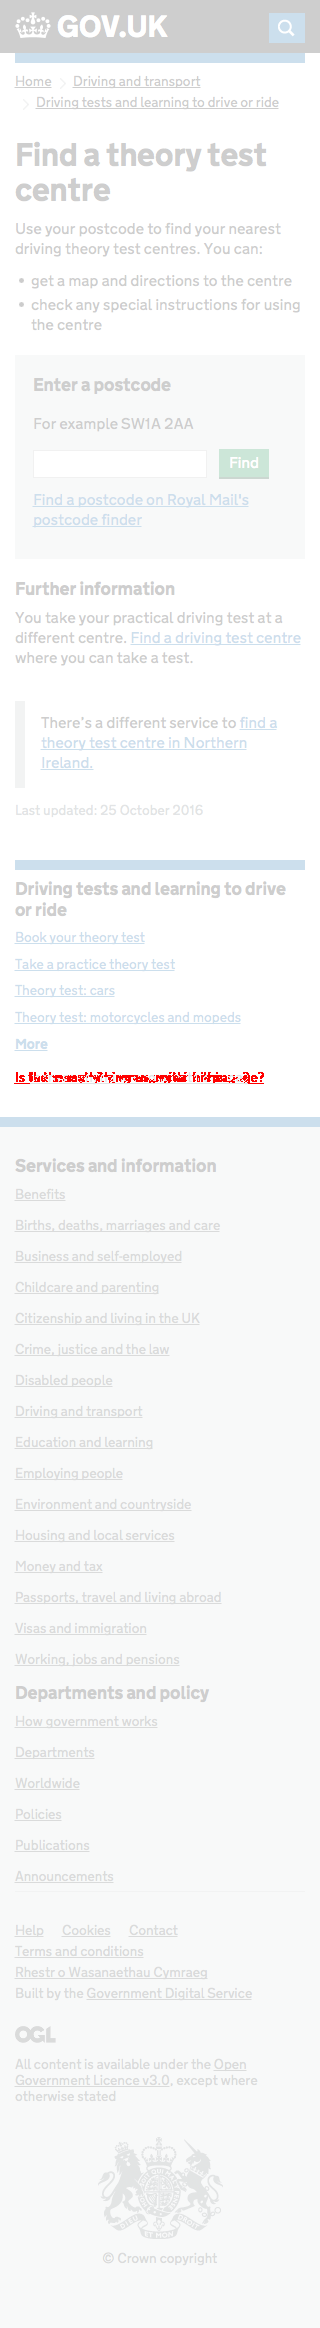 GOV.UK
Home
Driving and transport
Driving tests and learning to drive or ride
Find a theory test
centre
Use your postcode to find your nearest
driving theory test centres. You can:
• get a map and directions to the centre
• check any special instructions for using
the centre
Enter a postcode
For example SW1A 2AA
Find
Find a postcode on Royal Mail's
postcode finder
Further information
You take your practical driving test at a
different centre. Find a driving test centre
where you can take a test.
There's a different service to find a
theory test centre in Northern
Ireland.
Last updated: 25 October 2016
Driving tests and learning to drive
or ride
Book your theory test
Take a practice theory test
Theory test: cars
Theory test: motorcycles and mopeds
More
Is
Services and information
Benefits
Births, deaths, marriages and care
Business and self-employed
Childcare and parenting
Citizenship and living in the UK
Crime, justice and the law
Disabled people
Driving and transport
Education and learning
Employing people
Environment and countryside
Housing and local services
Money and tax
Passports, travel and living abroad
Visas and immigration
Working, jobs and pensions
Departments and policy
How government works
Departments
Worldwide
Policies
Publications
Announcements
Help Cookies Contact
Terms and conditions
Rhestr o Wasanaethau Cymraeg
Built by the Government Digital Service
OGL
All content is available under the Open
Government Licence v3.0, except where
otherwise stated
© Crown copyright